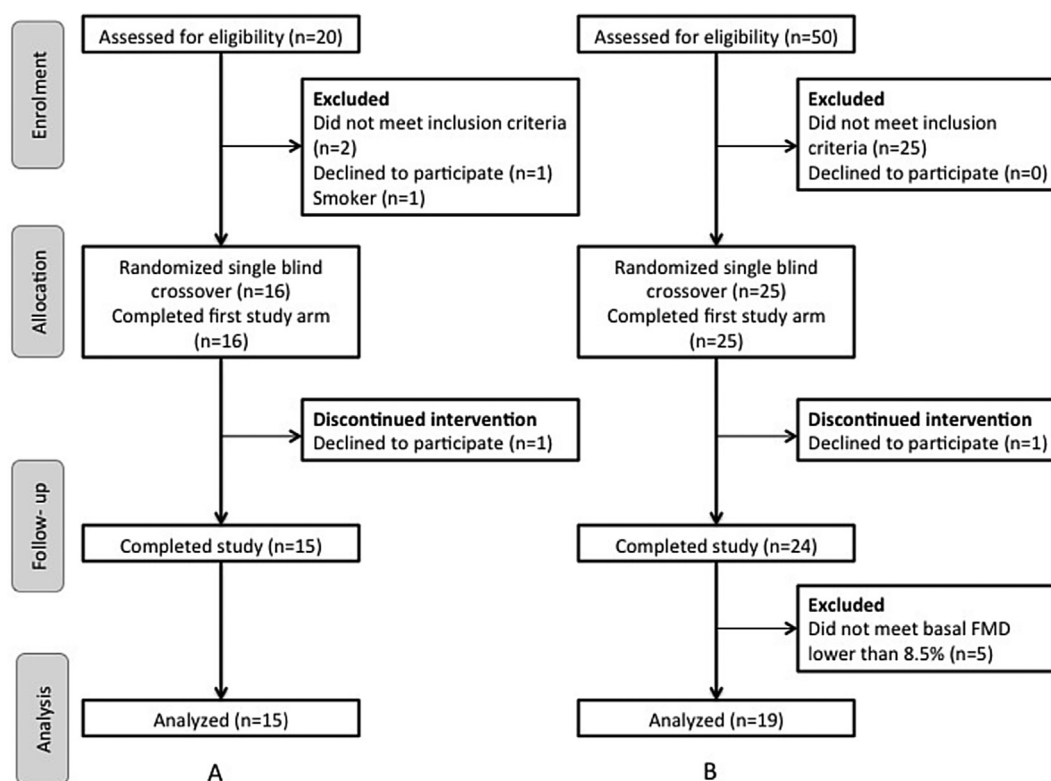 Enrolment
Allocation
Follow- up
Analysis
Assessed for eligibility (n=20)
Excluded
Did not meet inclusion criteria
(n=2)
Declined to participate (n=1)
Smoker (n=1)
Randomized single blind
crossover (n=16)
Completed first study arm
(n=16)
Discontinued intervention
Declined to participate (n=1)
Completed study (n=15)
Analyzed (n=15)
A
Assessed for eligibility (n=50)
Excluded
Did not meet inclusion
criteria (n=25)
Declined to participate (n=0)
Randomized single blind
crossover (n=25)
Completed first study arm
(n=25)
Discontinued intervention
Declined to participate (n=1)
Completed study (n=24)
Excluded
Did not meet basal FMD
lower than 8.5% (n=5)
Analyzed (n=19)
B